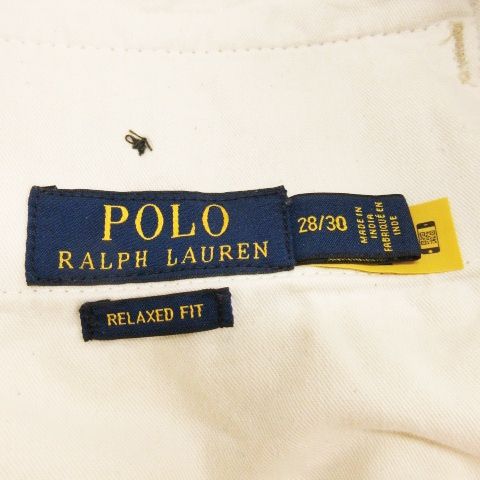 POLO
RALPH LAUREN
28/30
MADE IN
INDIA
FABRIQUÉ EN
INDE
RELAXED FIT